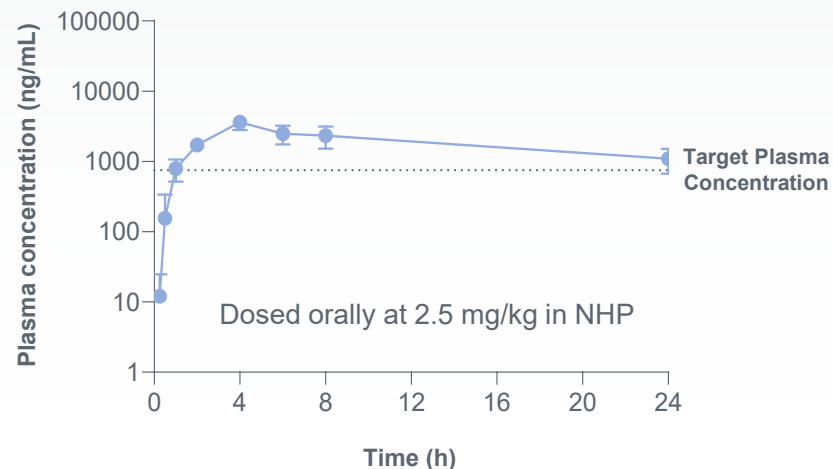 Plasma concentration (ng/mL)
100000
10000
1000
100
10
1
Target Plasma
Concentration
Dosed orally at 2.5 mg/kg in NHP
0 4 8 12 16 20 24
Time (h)